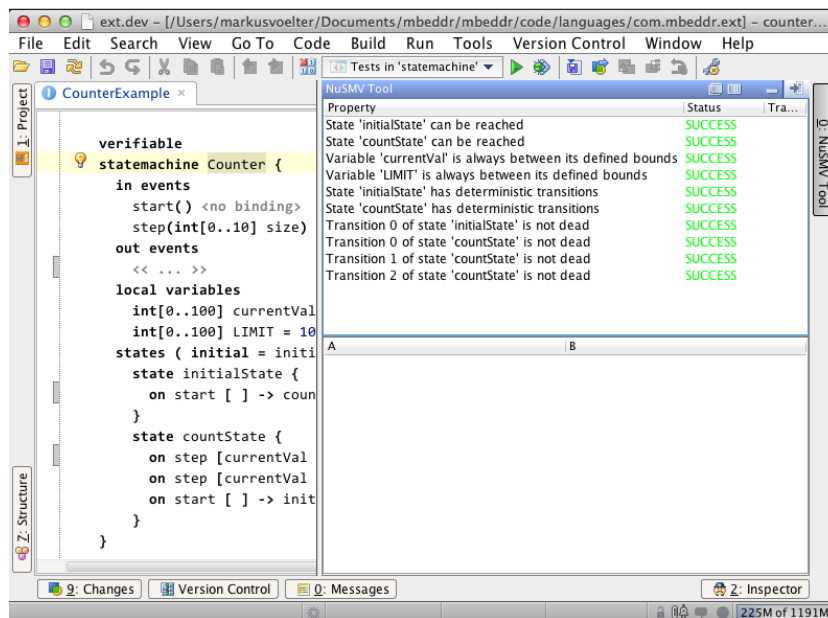 ext.dev – [/Users/markusvoelter/Documents/mbeddr/mbeddr/code/languages/com.mbeddr.ext] – counter...
File Edit Search View Go To Code Build Run Tools Version Control Window Help
Tests in 'statemachine'
1: Project
CounterExample ×
verifiable
statemachine Counter {
in events
start() <no binding>
step(int[0..10] size)
out events
<< ... >>
local variables
int[0..100] currentVal
int[0..100] LIMIT = 10
states ( initial = initi
state initialState {
on start [ ] -> coun
}
state countState {
on step [currentVal
on step [currentVal
on start [ ] -> init
}
}
Z: Structure
NuSMV Tool
Property Status Tra...
State 'initialState' can be reached SUCCESS
State 'countState' can be reached SUCCESS
Variable 'currentVal' is always between its defined bounds SUCCESS
Variable 'LIMIT' is always between its defined bounds SUCCESS
State 'initialState' has deterministic transitions SUCCESS
State 'countState' has deterministic transitions SUCCESS
Transition 0 of state 'initialState' is not dead SUCCESS
Transition 0 of state 'countState' is not dead SUCCESS
Transition 1 of state 'countState' is not dead SUCCESS
Transition 2 of state 'countState' is not dead SUCCESS
A B
0: NuSMV Tool
9: Changes Version Control 0: Messages 2: Inspector
225M of 1191M